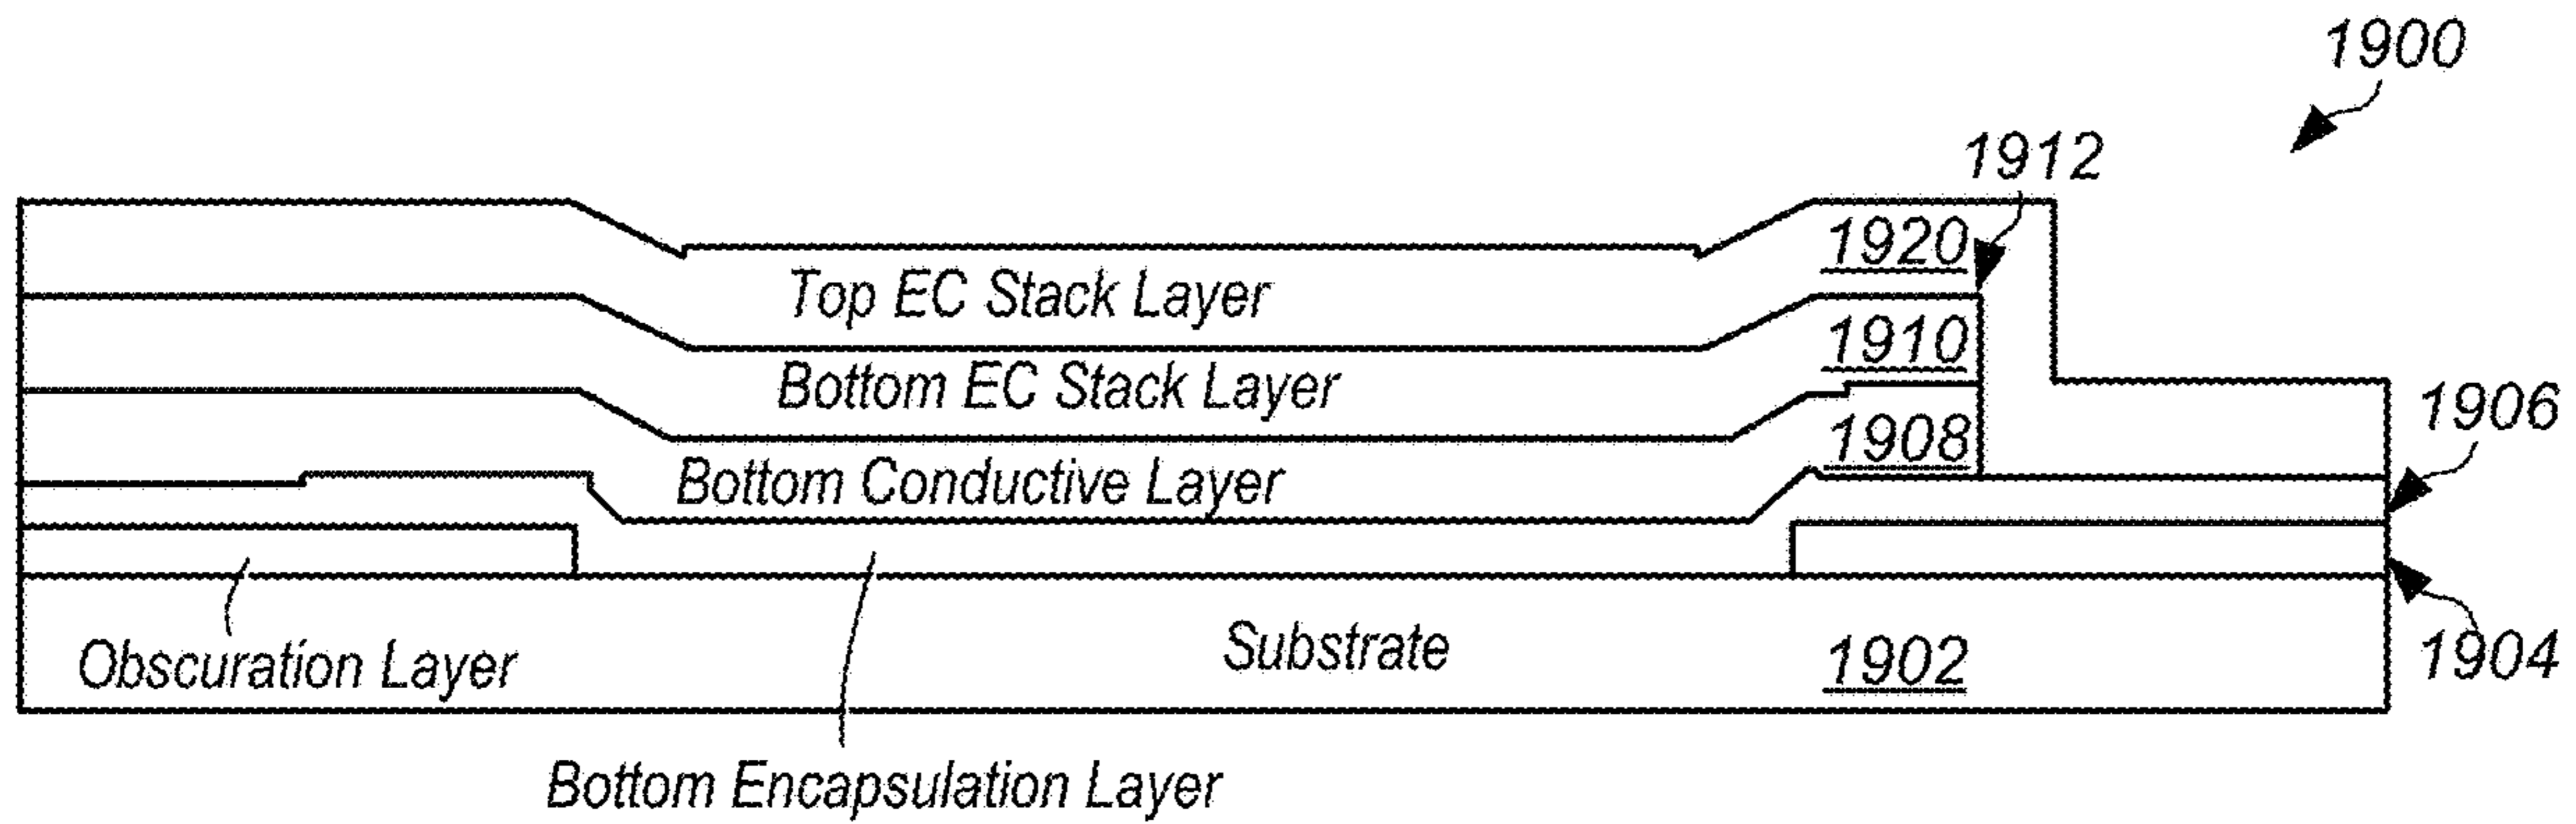 1900
1912
1920
Top EC Stack Layer
1910
Bottom EC Stack Layer
1906
1908
Bottom Conductive Layer
Substrate
1902
1904
Obscuration Layer
Bottom Encapsulation Layer